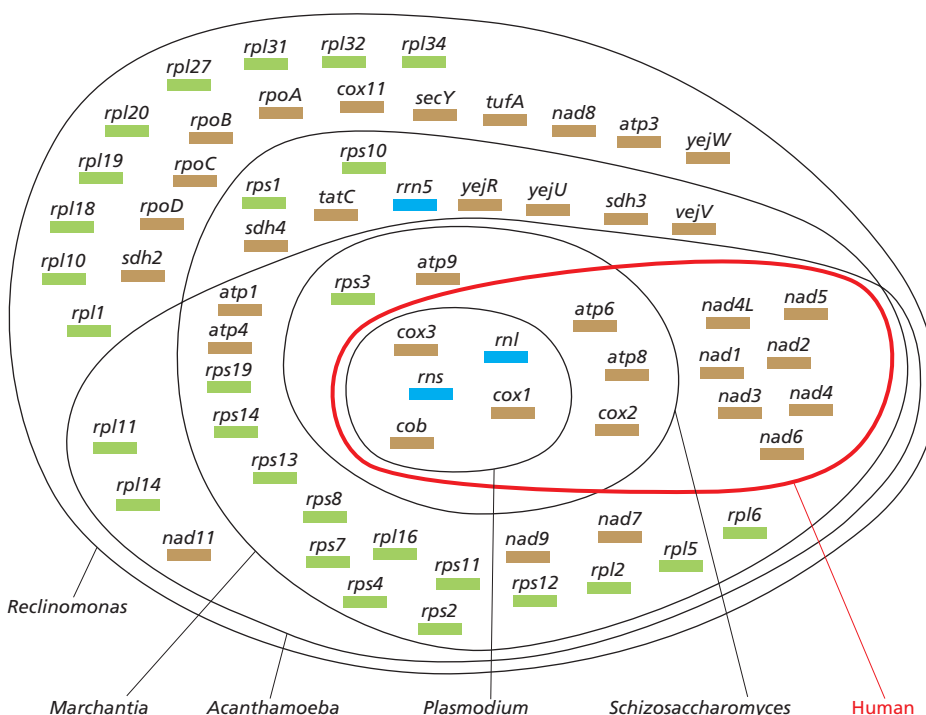 rpl34
rpl32
rpl31
rpl27
rpoA
cox11
secY
tufA
nad8
atp3
yejW
rpl20
rpoB
rps10
rpl19
rpoC
rps1
tatC
rrn5
yejR
yejU
sdh3
vejV
rpl18
rpoD
sdh4
rpl10
sdh2
atp9
rps3
atp1
rpl1
atp6
nad4L
nad5
atp4
cox3
rnl
rps19
rns
atp8
nad1
nad2
rps14
cob
cox1
cox2
nad3
nad4
rpl11
nad6
rps13
rpl14
rps8
rpl6
nad11
rps7
rpl16
nad9
nad7
rps11
rpl5
rps4
rps12
rpl2
rps2
Reclinomonas
Marchantia
Acanthamoeba
Plasmodium
Schizosaccharomyces
Human